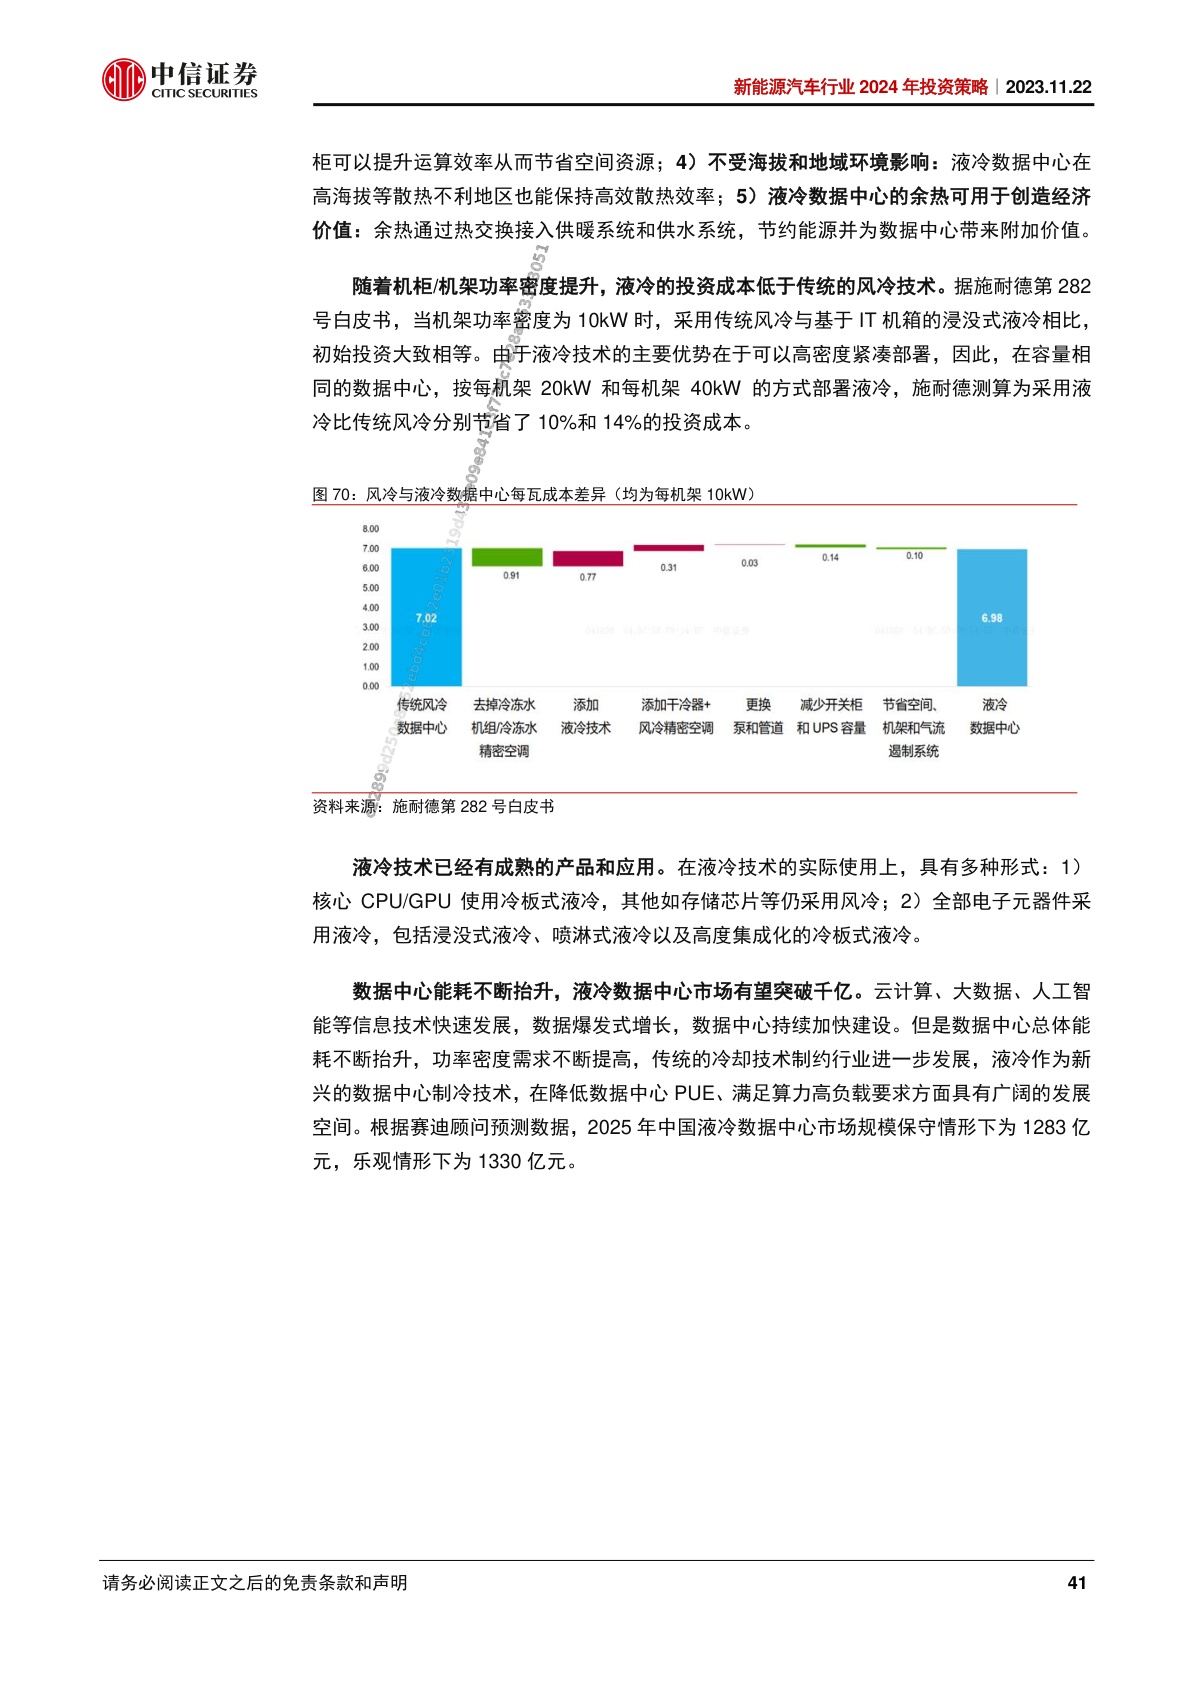 中信证券
CITIC SECURITIES
新能源汽车行业 2024 年投资策略｜2023.11.22
柜可以提升运算效率从而节省空间资源；4）不受海拔和地域环境影响：液冷数据中心在
高海拔等散热不利地区也能保持高效散热效率；5）液冷数据中心的余热可用于创造经济
价值：余热通过热交换接入供暖系统和供水系统，节约能源并为数据中心带来附加价值。
随着机柜/机架功率密度提升，液冷的投资成本低于传统的风冷技术。据施耐德第 282
号白皮书，当机架功率密度为 10kW 时，采用传统风冷与基于 IT 机箱的浸没式液冷相比，
初始投资大致相等。由于液冷技术的主要优势在于可以高密度紧凑部署，因此，在容量相
同的数据中心，按每机架 20kW 和每机架 40kW 的方式部署液冷，施耐德测算为采用液
冷比传统风冷分别节省了 10%和 14%的投资成本。
图 70：风冷与液冷数据中心每瓦成本差异（均为每机架 10kW）
8.00
7.00
6.00
5.00
4.00
3.00
2.00
1.00
0.00
7.02
0.91
0.77
0.31
0.03
0.14
0.10
6.98
传统风冷 去掉冷冻水 添加 添加干冷器+ 更换 减少开关柜 节省空间、 液冷
数据中心 机组/冷冻水 液冷技术 风冷精密空调 泵和管道 和 UPS 容量 机架和气流 数据中心
精密空调 遏制系统
资料来源：施耐德第 282 号白皮书
液冷技术已经有成熟的产品和应用。在液冷技术的实际使用上，具有多种形式：1）
核心 CPU/GPU 使用冷板式液冷，其他如存储芯片等仍采用风冷；2）全部电子元器件采
用液冷，包括浸没式液冷、喷淋式液冷以及高度集成化的冷板式液冷。
数据中心能耗不断抬升，液冷数据中心市场有望突破千亿。云计算、大数据、人工智
能等信息技术快速发展，数据爆发式增长，数据中心持续加快建设。但是数据中心总体能
耗不断抬升，功率密度需求不断提高，传统的冷却技术制约行业进一步发展，液冷作为新
兴的数据中心制冷技术，在降低数据中心 PUE、满足算力高负载要求方面具有广阔的发展
空间。根据赛迪顾问预测数据，2025 年中国液冷数据中心市场规模保守情形下为 1283 亿
元，乐观情形下为 1330 亿元。
请务必阅读正文之后的免责条款和声明
41